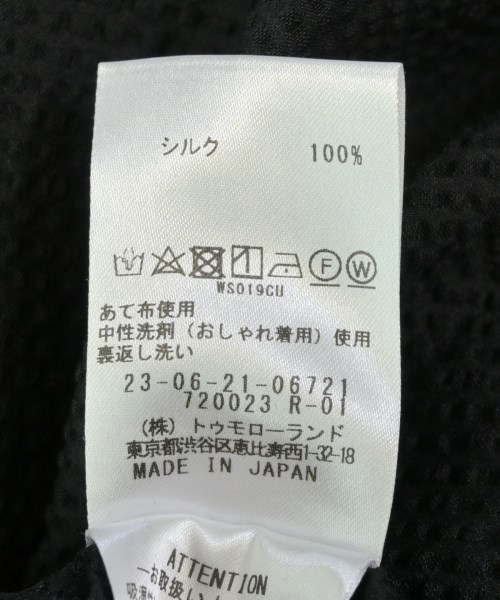 シルク 100%
F W
WS019CU
あて布使用
中性洗剤（おしゃれ着用）使用
裏返し洗い
23-06-21-06721
720023 R-01
（株）トゥモローランド
東京都渋谷区恵比寿西1-32-18
MADE IN JAPAN
ATTENTION